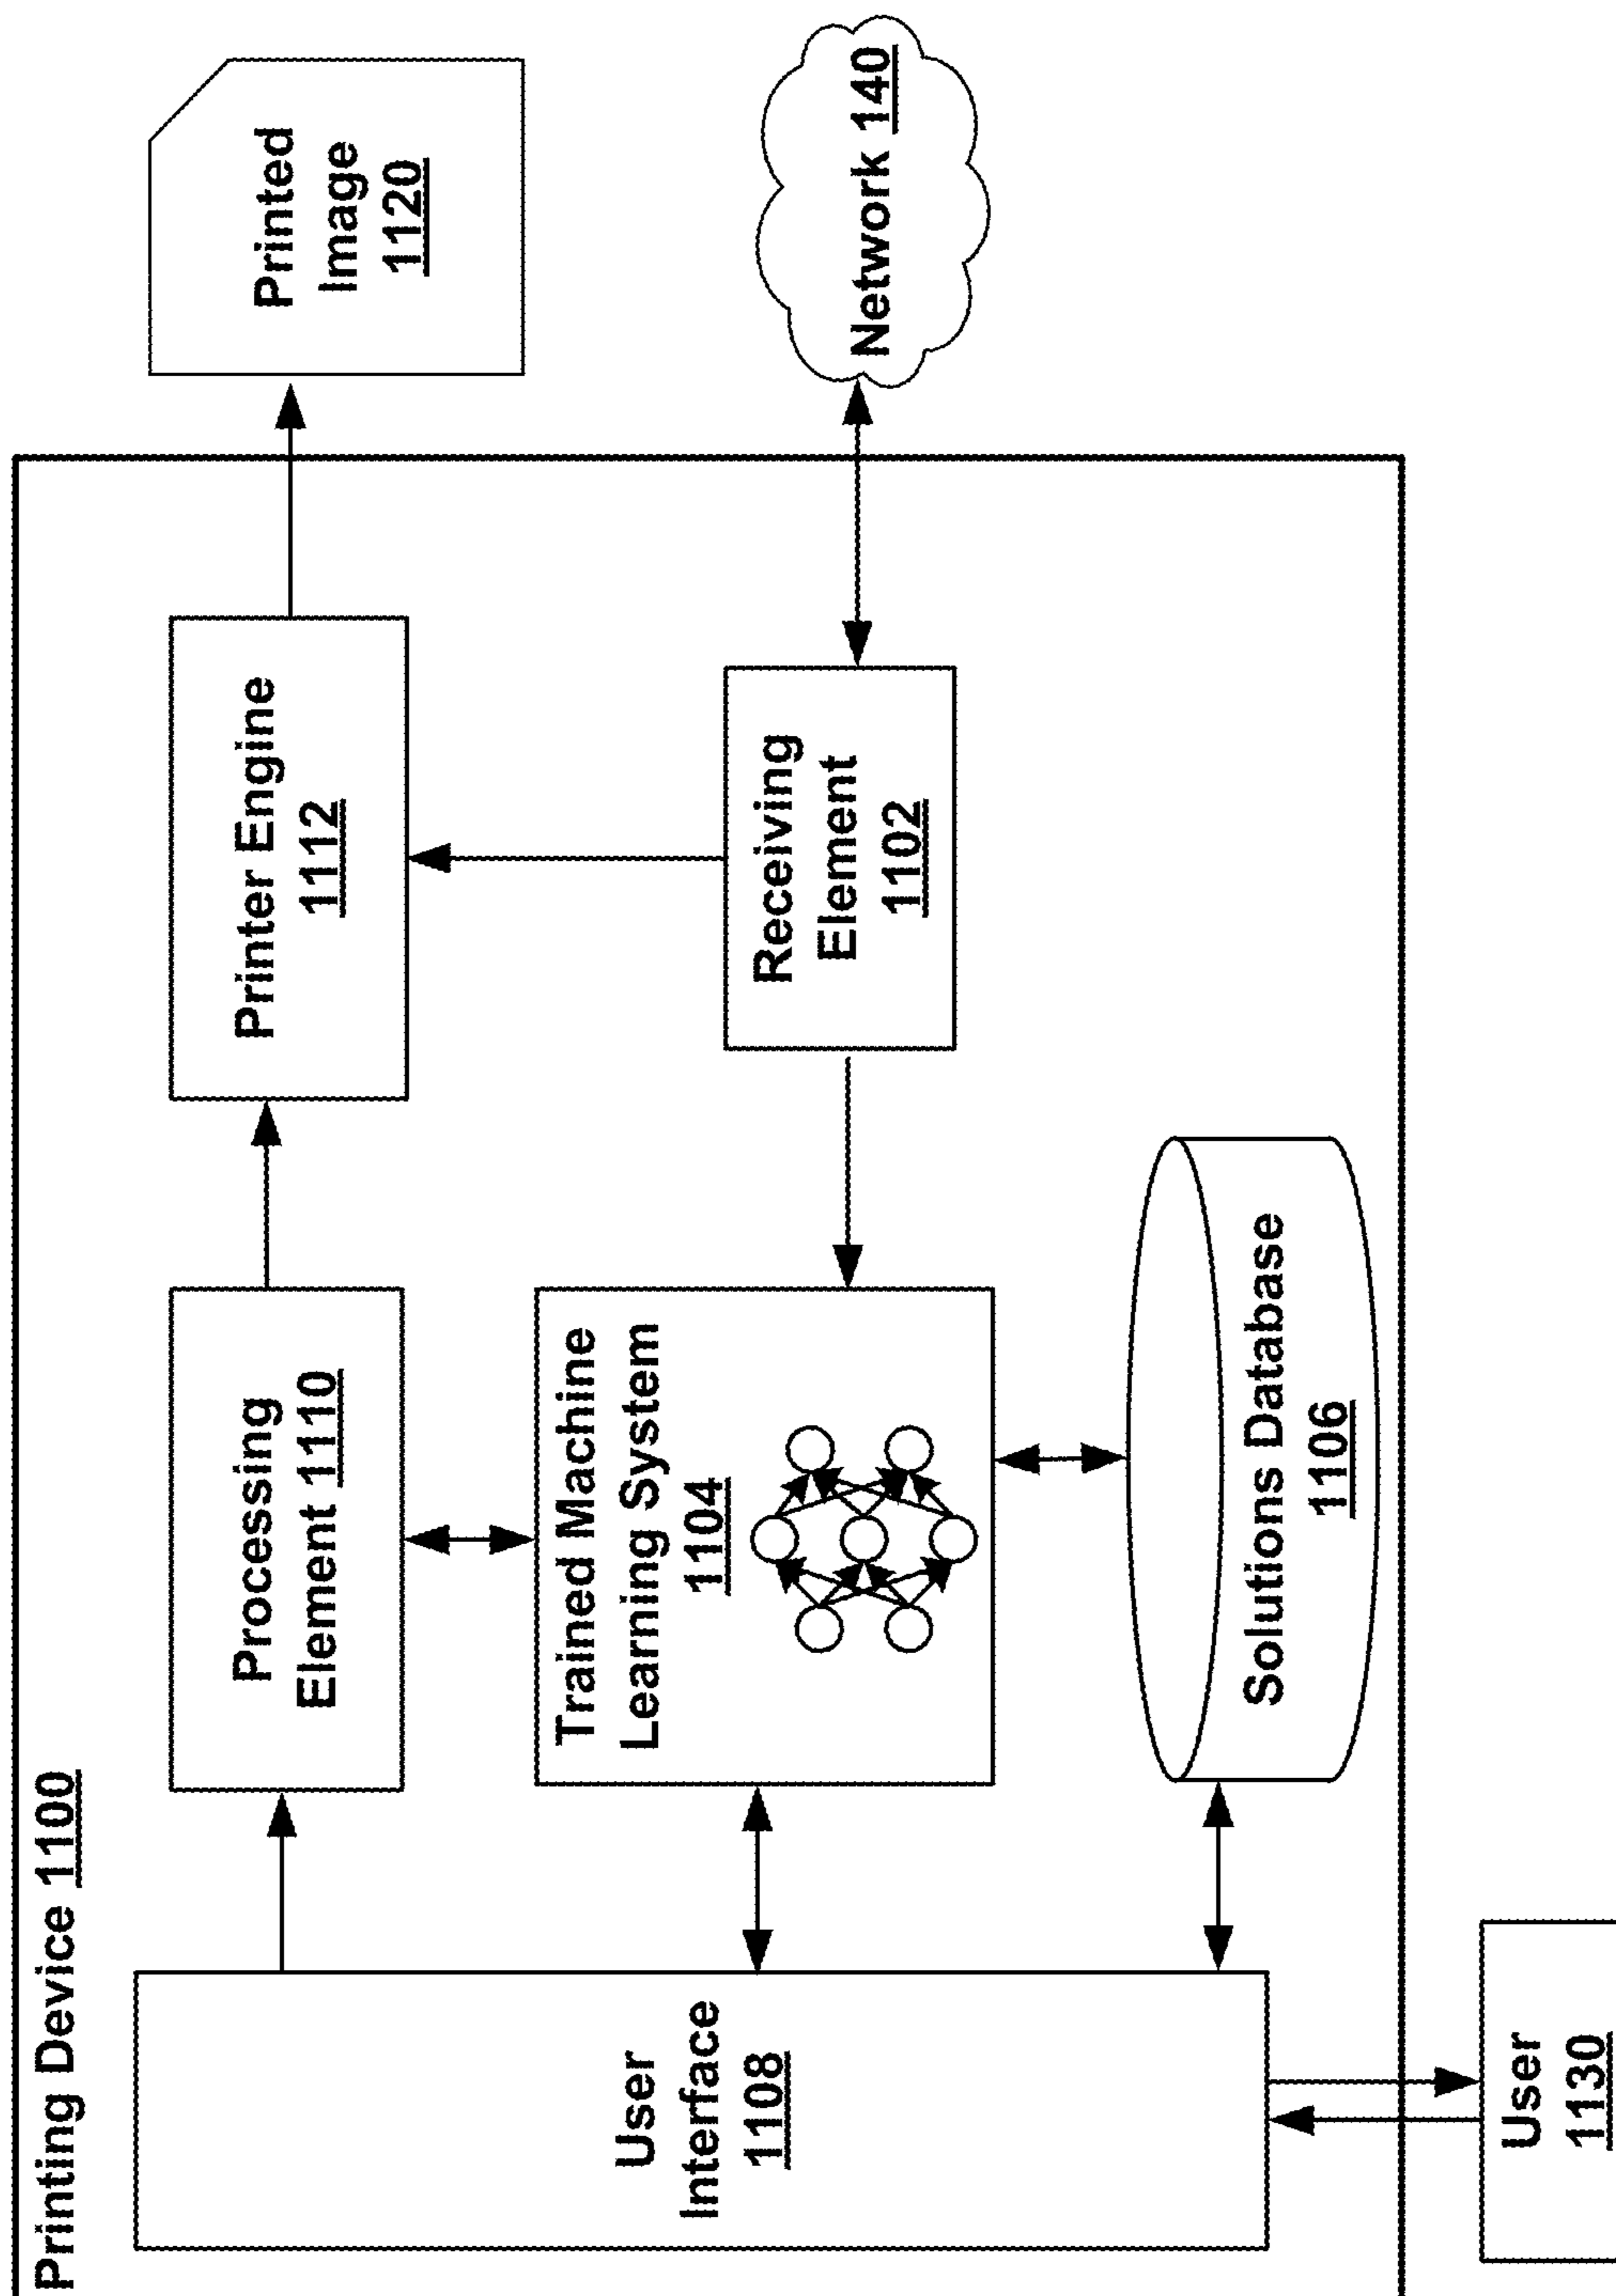 Printing Device 1100
User
Interface
1108
Processing
Element 1110
Printer Engine
1112
Printed
Image
1120
Trained Machine
Learning System
1104
Receiving
Element
1102
Network 140
Solutions Database
1106
User
1130